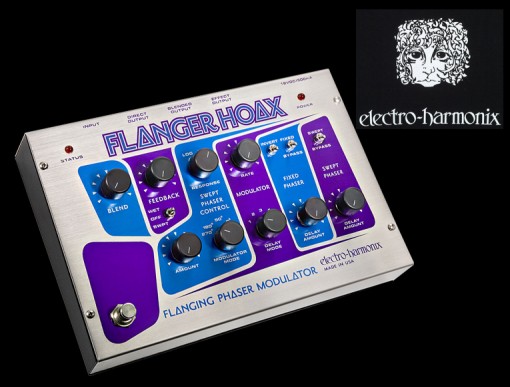 electro-harmonix
INPUT
DIRECT OUTPUT
BLENDED OUTPUT
EFFECT OUTPUT
STATUS
POWER
FLANGER HOAX
BLEND
FEEDBACK
WET
OFF
SWPT
LOG
RESPONSE
SWEPT
PHASER
CONTROL
AMOUNT
MODULATOR
MODE
RATE
MODULATOR
DELAY
MODE
INVERT
FIXED
BYPASS
FIXED
PHASER
DELAY
AMOUNT
SWEPT
BYPASS
SWEPT
PHASER
DELAY
AMOUNT
FLANGING PHASER MODULATOR
electro-harmonix
MADE IN USA